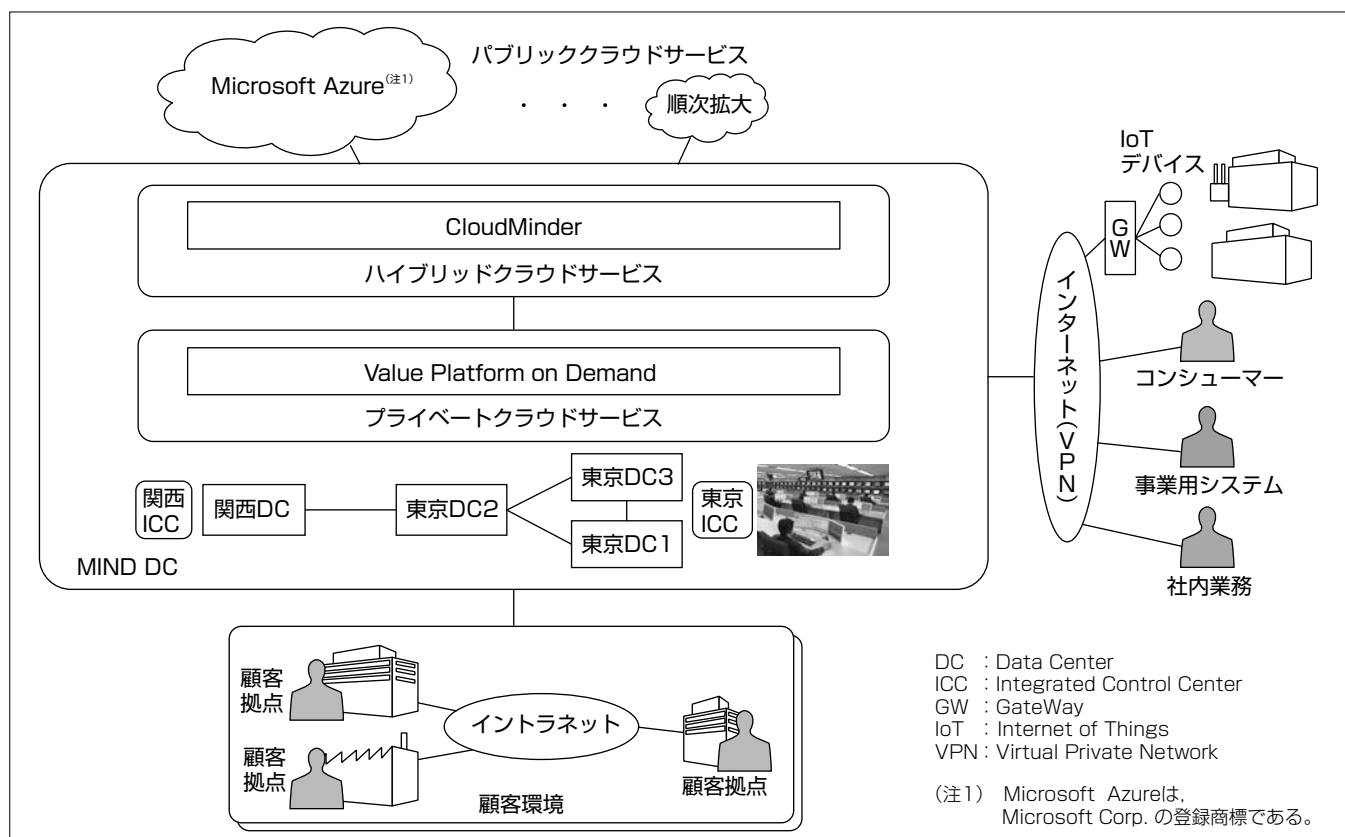 パブリッククラウドサービス
Microsoft Azure(注1)
・ ・ ・
順次拡大
CloudMinder
ハイブリッドクラウドサービス
Value Platform on Demand
プライベートクラウドサービス
関西
ICC
関西DC
東京DC2
東京DC3
東京DC1
東京
ICC
MIND DC
IoT
デバイス
GW
インターネット(VPN)
コンシューマー
事業用システム
社内業務
顧客
拠点
顧客
拠点
イントラネット
顧客拠点
顧客環境
DC :Data Center
ICC :Integrated Control Center
GW :GateWay
IoT :Internet of Things
VPN:Virtual Private Network
(注1) Microsoft Azureは,
Microsoft Corp. の登録商標である。